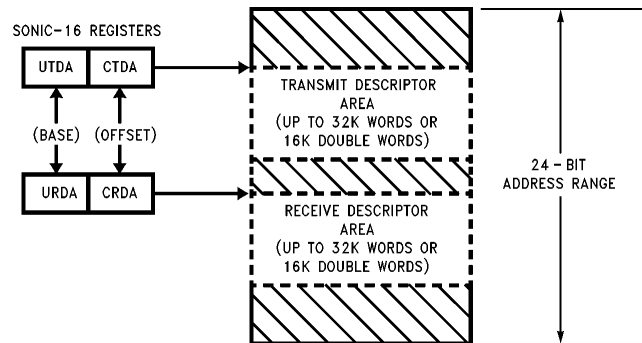 SONIC-16 REGISTERS
UTDA CTDA
(BASE) (OFFSET)
URDA CRDA
TRANSMIT DESCRIPTOR
AREA
(UP TO 32K WORDS OR
16K DOUBLE WORDS)
RECEIVE DESCRIPTOR
AREA
(UP TO 32K WORDS OR
16K DOUBLE WORDS)
24-BIT
ADDRESS RANGE